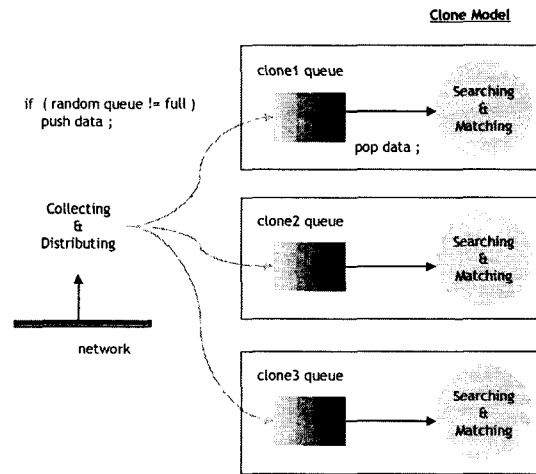 Clone Model
if ( random queue != full )
push data ;
Collecting
&
Distributing
network
clone1 queue
pop data ;
Searching
&
Matching
clone2 queue
Searching
&
Matching
clone3 queue
Searching
&
Matching